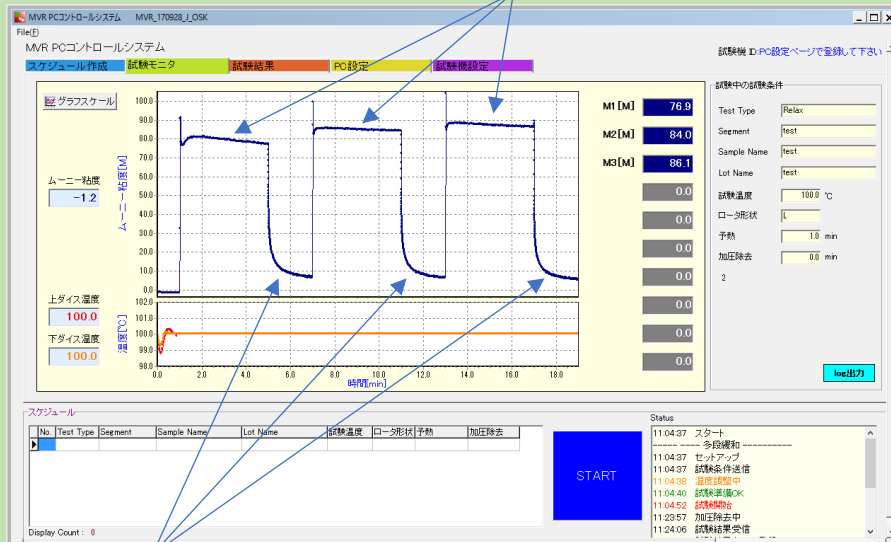 MVR PCコントロールシステム MVR_170928_J_OSK
File(F)
MVR PCコントロールシステム
試験機 ID:PC設定ページで登録して下さい
スケジュール作成 試験モニタ 試験結果 PC設定 試験機設定
グラフスケール
ムーニー粘度
-1.2
上ダイス温度
100.0
下ダイス温度
100.0
ムーニー粘度[M]
100.0
90.0
80.0
70.0
60.0
50.0
40.0
30.0
20.0
10.0
0.0
温度[℃]
102.0
101.0
100.0
99.0
98.0
0.0 2.0 4.0 6.0 8.0 10.0 12.0 14.0 16.0 18.0
時間[min]
M1 [M] 76.9
M2[M] 84.0
M3[M] 86.1
0.0
0.0
0.0
0.0
0.0
0.0
0.0
試験中の試験条件
Test Type Relax
Segment test
Sample Name test
Lot Name test
試験温度 100.0 ℃
ロータ形状 L
予熱 1.0 min
加圧除去 0.0 min
2
log出力
スケジュール
No. Test Type Segment Sample Name Lot Name 試験温度 ロータ形状 予熱 加圧除去
Display Count : 0
START
Status
11:04:37 スタート
----- ---- 多段緩和 ----------
11:04:37 セットアップ
11:04:37 試験条件送信
11:04:38 温度調整中
11:04:40 試験準備OK
11:04:52 試験開始
11:23:57 加圧除去中
11:24:06 試験結果受信